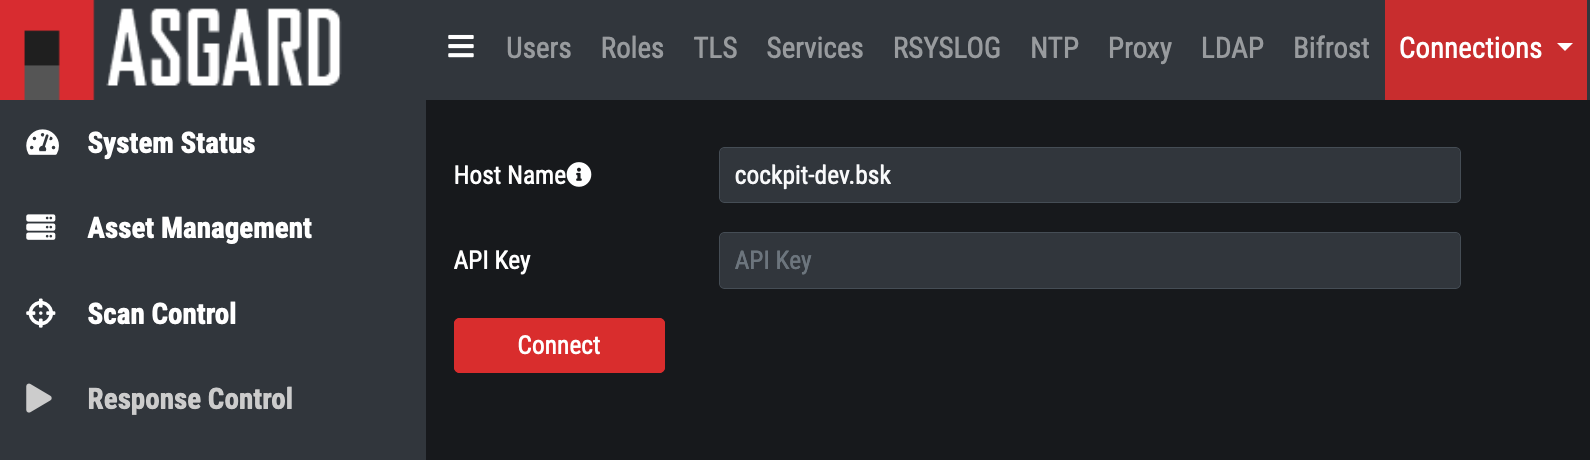 ASGARD
Users Roles TLS Services RSYSLOG NTP Proxy LDAP Bifrost Connections
System Status
Asset Management
Scan Control
Response Control
Host Name
cockpit-dev.bsk
API Key
API Key
Connect